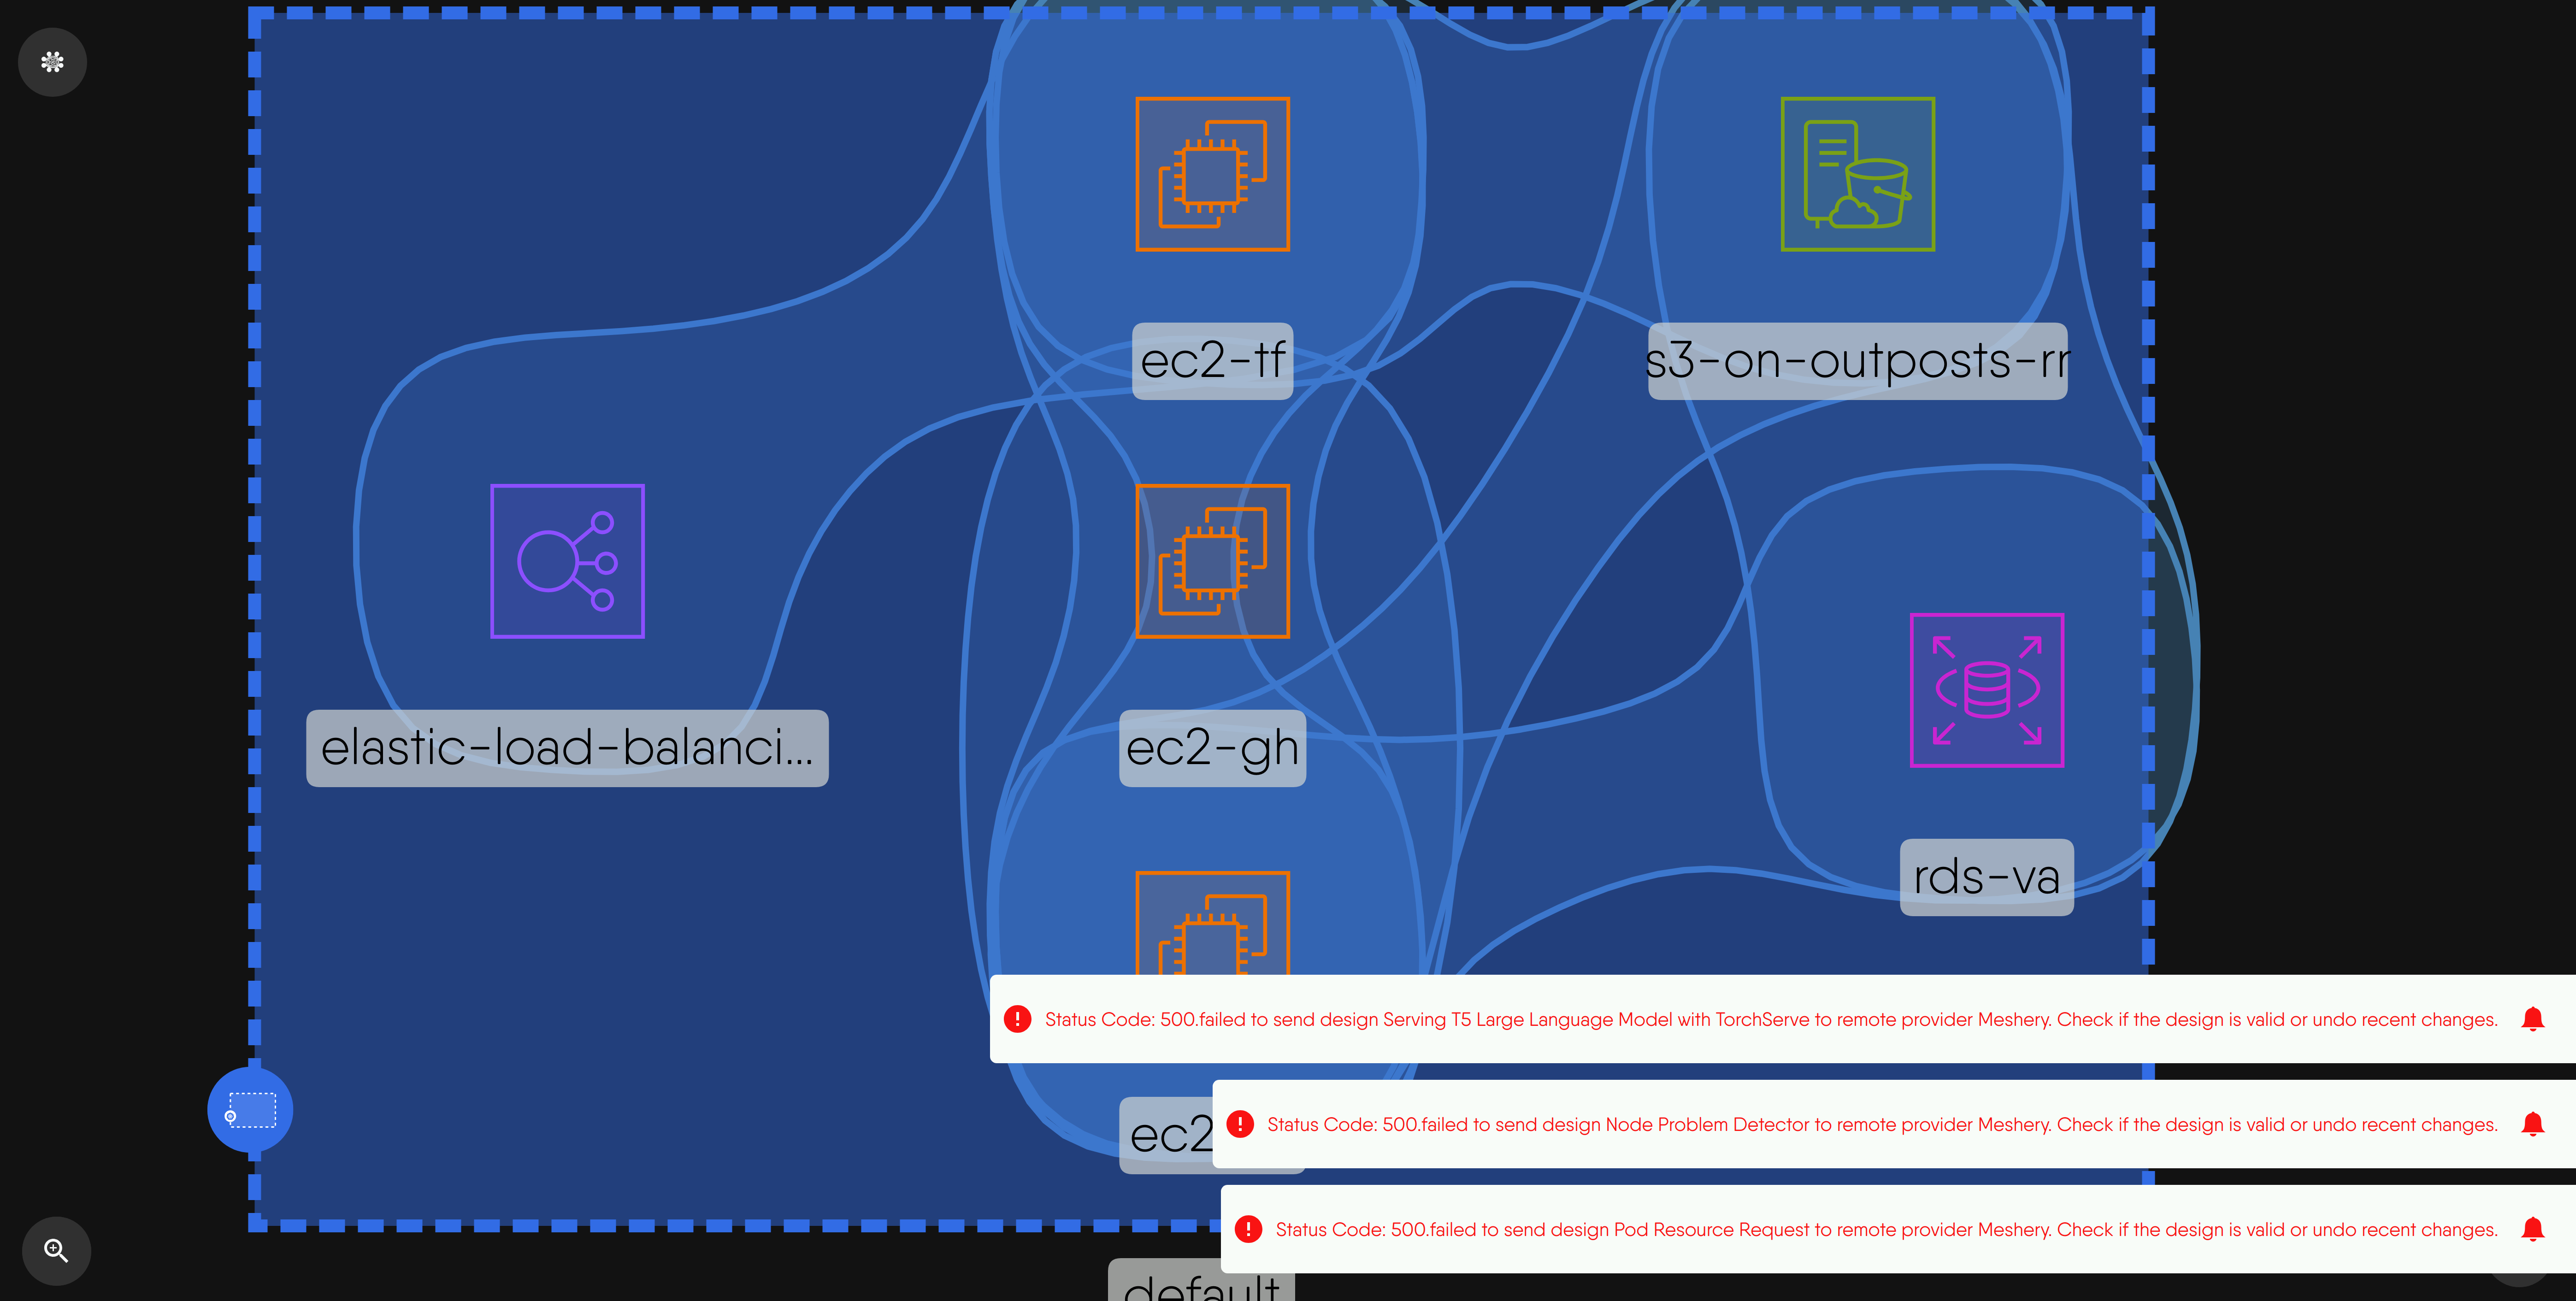 ec2-tf
s3-on-outposts-rr
elastic-load-balanci...
ec2-gh
rds-va
Status Code: 500.failed to send design Serving T5 Large Language Model with TorchServe to remote provider Meshery. Check if the design is valid or undo recent changes.
ec2
Status Code: 500.failed to send design Node Problem Detector to remote provider Meshery. Check if the design is valid or undo recent changes.
Status Code: 500.failed to send design Pod Resource Request to remote provider Meshery. Check if the design is valid or undo recent changes.
default